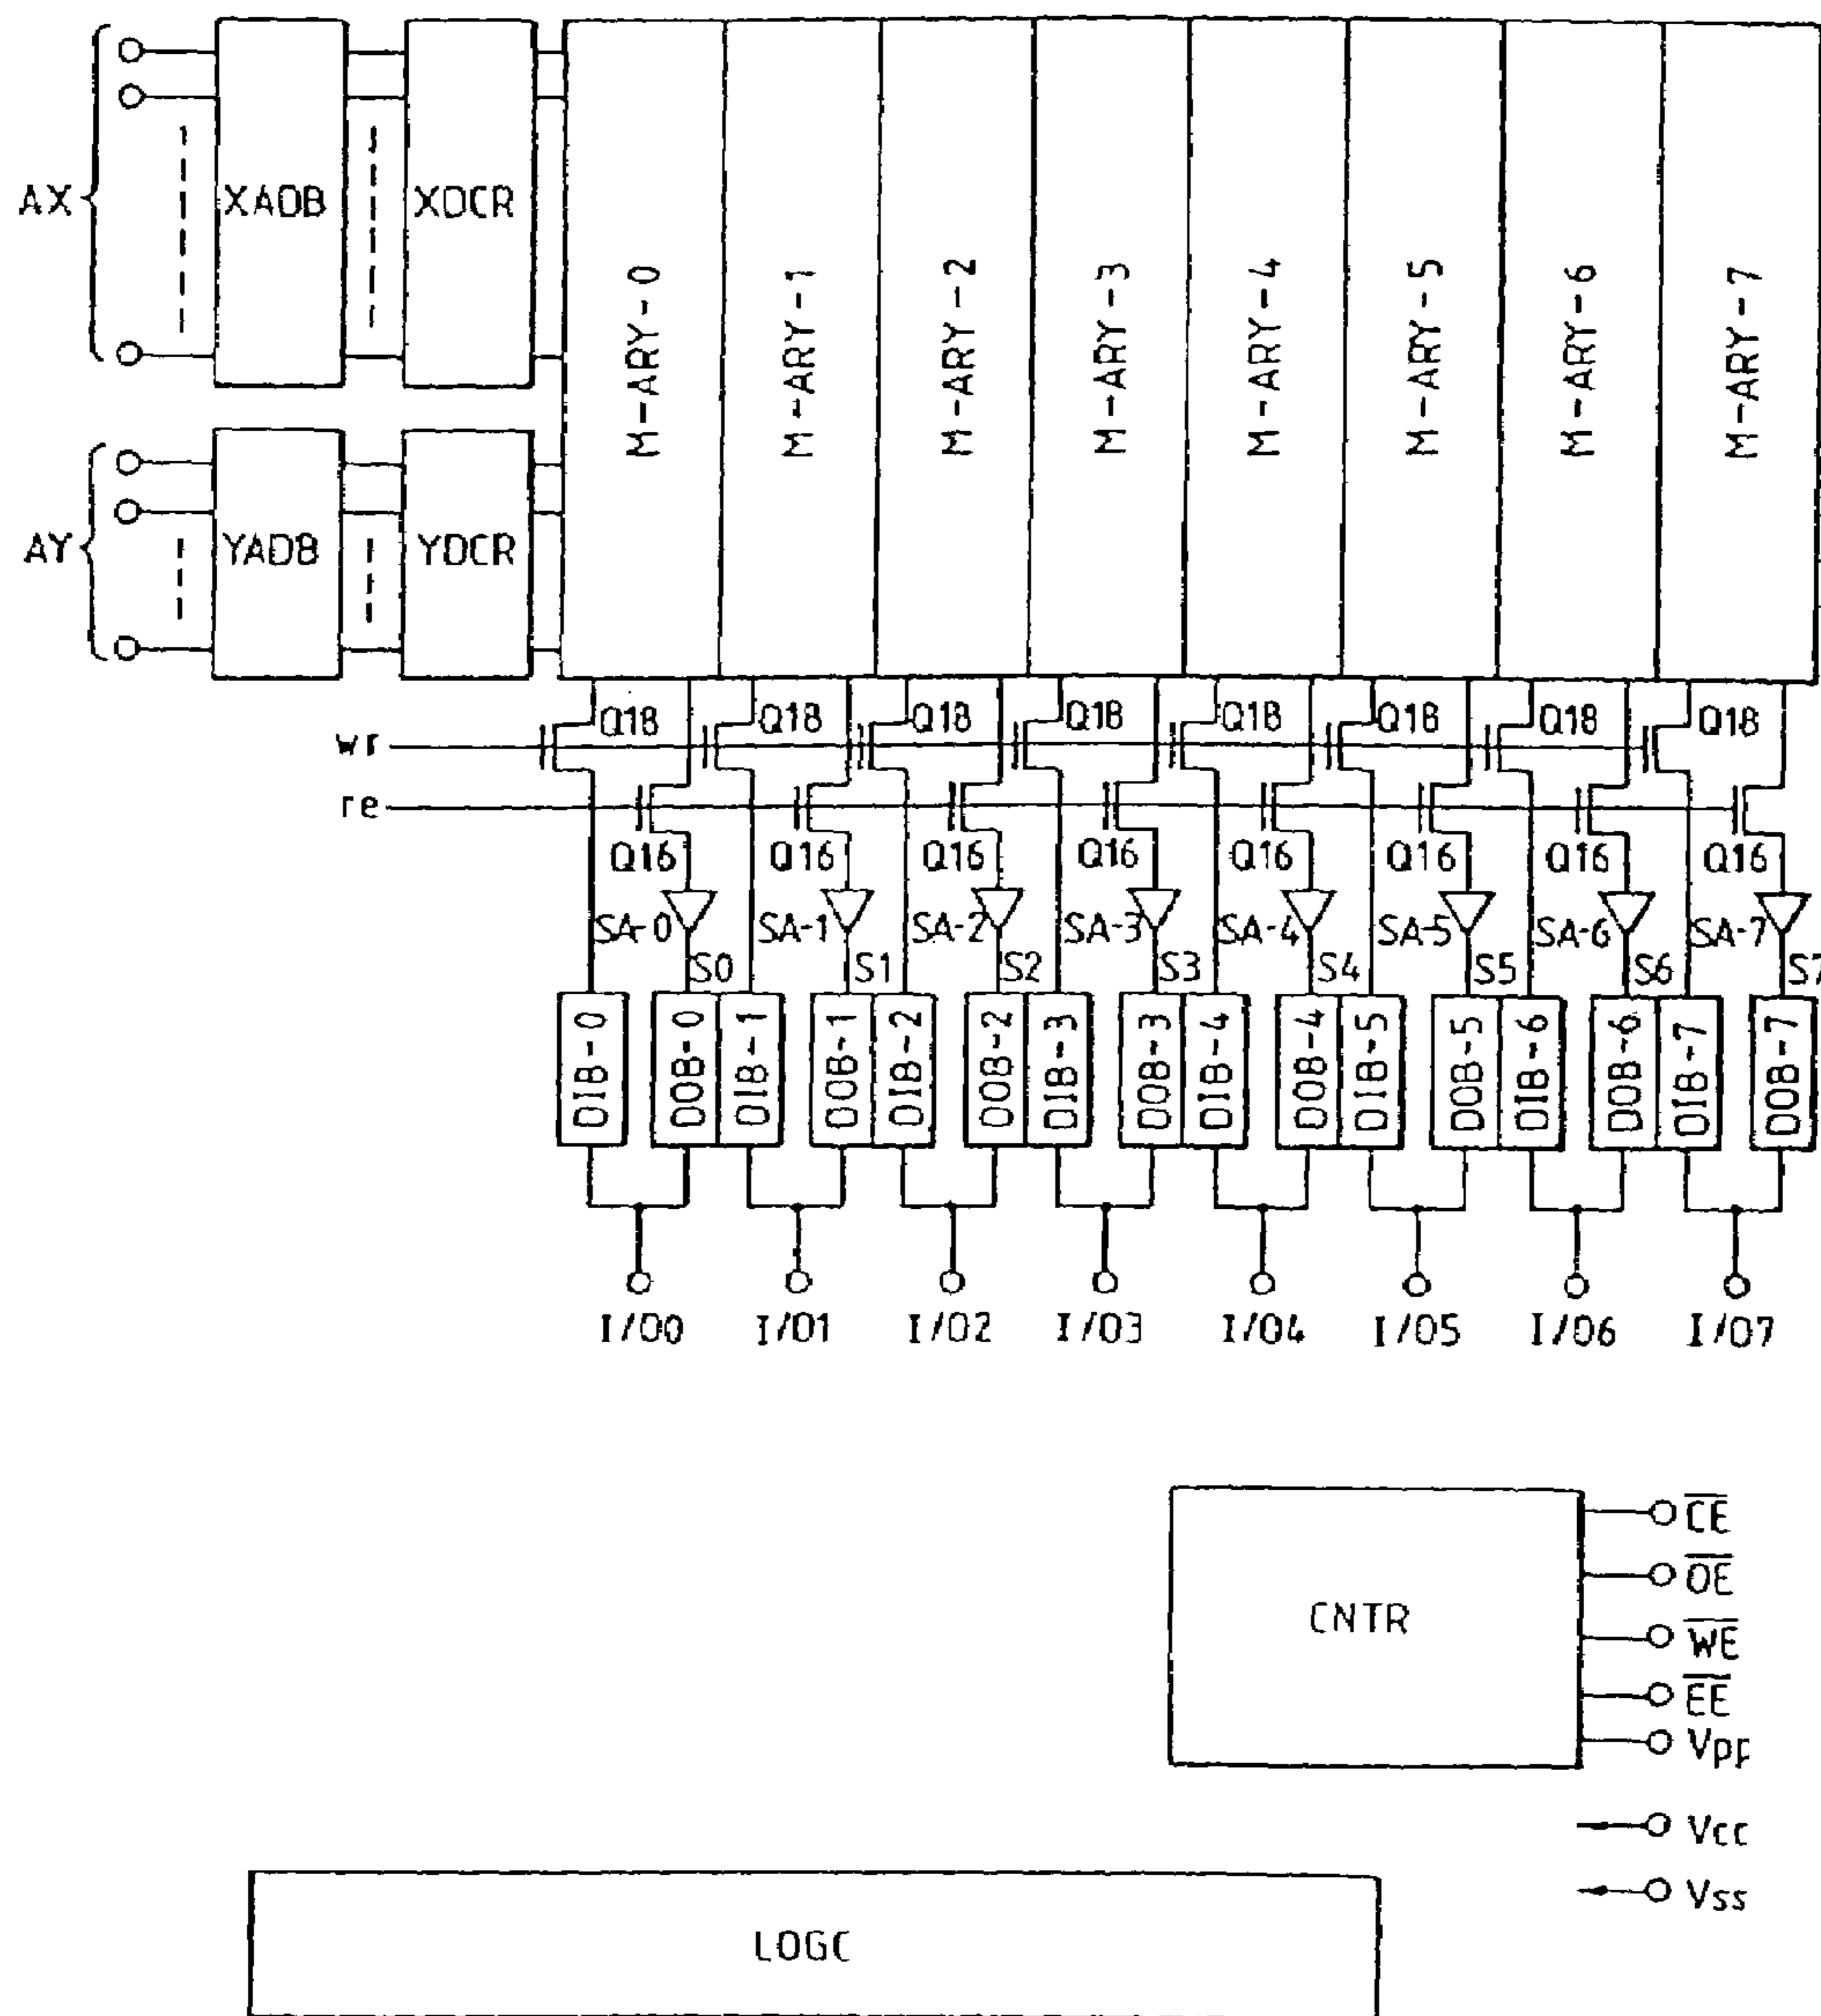 AX
XADB
XDCR
AY
YADB
YDCR
M-ARY-0
M-ARY-1
M-ARY-2
M-ARY-3
M-ARY-4
M-ARY-5
M-ARY-6
M-ARY-7
wr
Q18 Q18 Q18 Q18 Q18 Q18 Q18 Q18
re
Q16 Q16 Q16 Q16 Q16 Q16 Q16 Q16
SA-0 SA-1 SA-2 SA-3 SA-4 SA-5 SA-6 SA-7
S0 S1 S2 S3 S4 S5 S6 S7
DIB-0
DOB-0
DIB-1
DOB-1
DIB-2
DOB-2
DIB-3
DOB-3
DIB-4
DOB-4
DIB-5
DOB-5
DIB-6
DOB-6
DIB-7
DOB-7
I/O0 I/O1 I/O2 I/O3 I/O4 I/O5 I/O6 I/O7
CNTR
C̅E̅
O̅E̅
W̅E̅
E̅E̅
Vpp
Vcc
Vss
LOGC